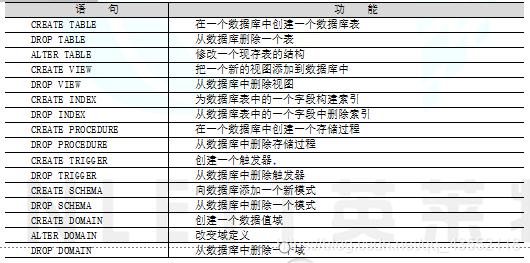 语 句 功 能
CREATE TABLE 在一个数据库中创建一个数据库表
DROP TABLE 从数据库删除一个表
ALTER TABLE 修改一个现存表的结构
CREATE VIEW 把一个新的视图添加到数据库中
DROP VIEW 从数据库中删除视图
CREATE INDEX 为数据库表中的一个字段构建索引
DROP INDEX 从数据库表中的一个字段中删除索引
CREATE PROCEDURE 在一个数据库中创建一个存储过程
DROP PROCEDURE 从数据库中删除存储过程
CREATE TRIGGER 创建一个触发器.
DROP TRIGGER 从数据库中删除触发器
CREATE SCHEMA 向数据库添加一个新模式
DROP SCHEMA 从数据库中删除一个模式
CREATE DOMAIN 创建一个数据值域
ALTER DOMAIN 改变域定义
DROP DOMAIN 从数据库中删除一个域